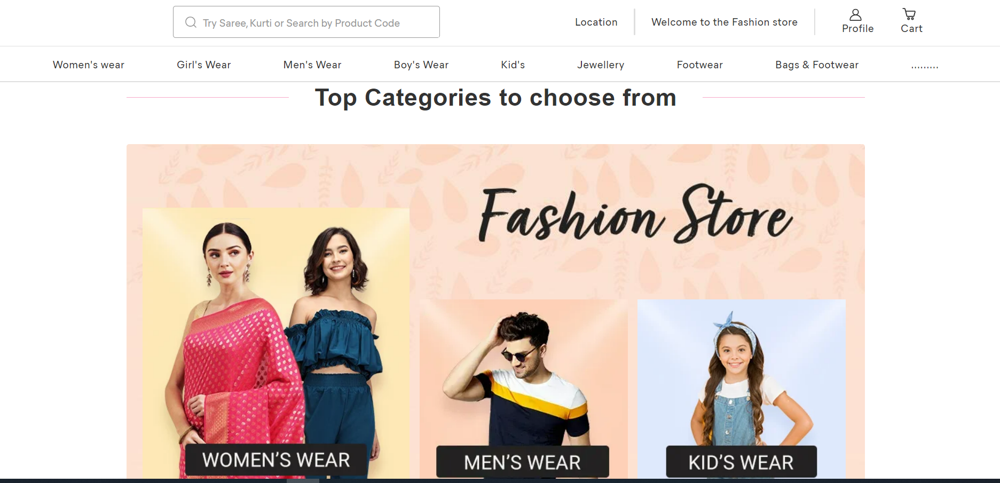 Try Saree, Kurti or Search by Product Code
Location
Welcome to the Fashion store
Profile
Cart
Women's wear
Girl's Wear
Men's Wear
Boy's Wear
Kid's
Jewellery
Footwear
Bags & Footwear
.........
Top Categories to choose from
Fashion Store
WOMEN'S WEAR
MEN'S WEAR
KID'S WEAR